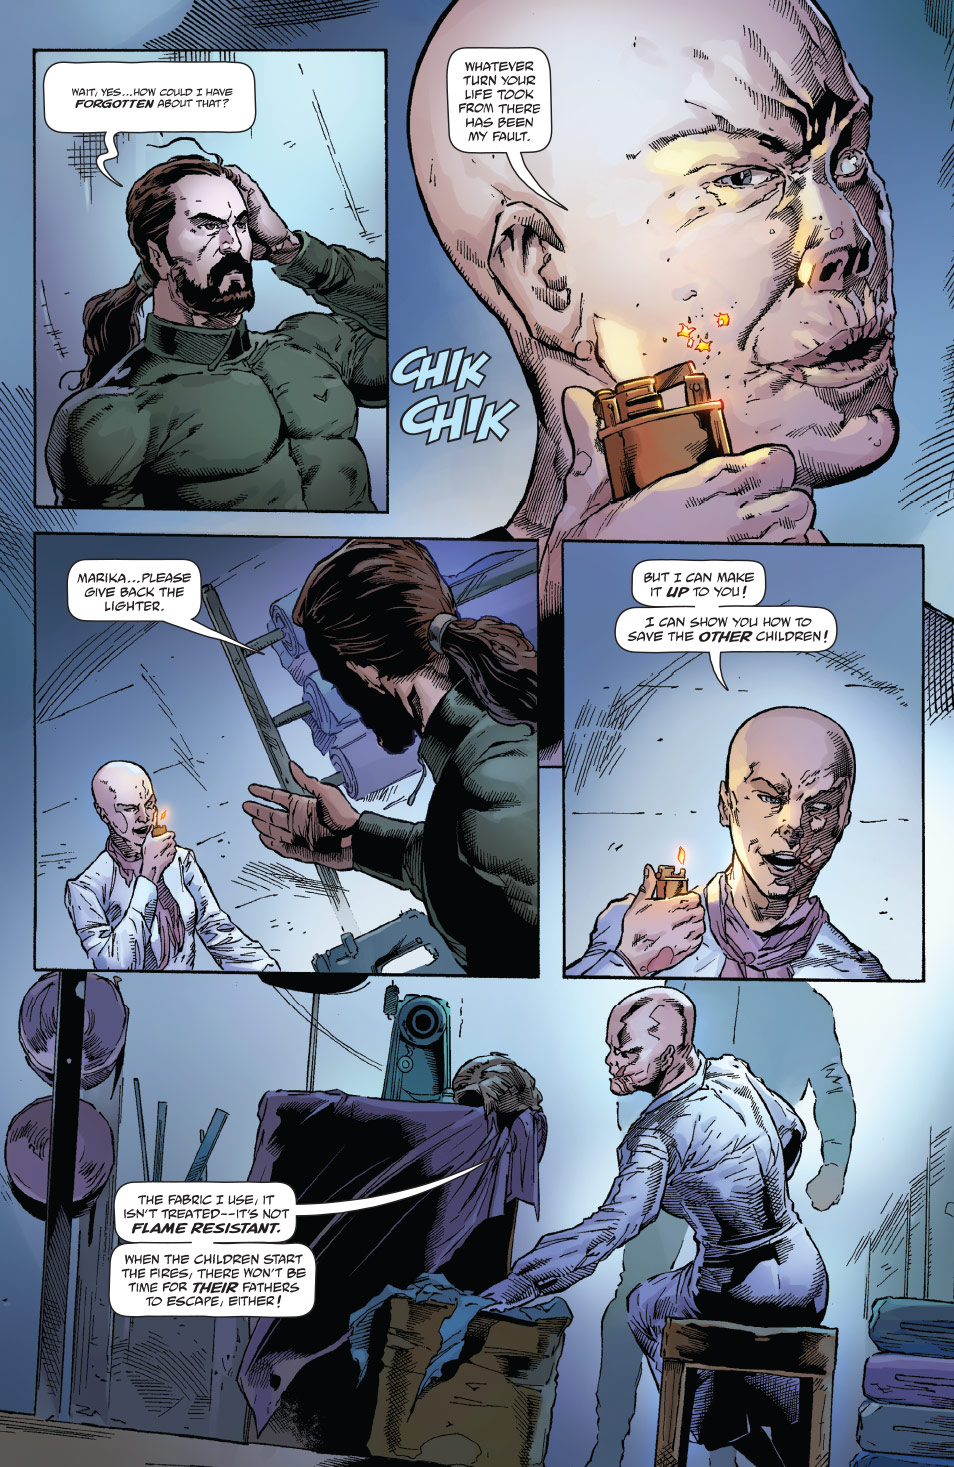 WAIT, YES...HOW COULD I HAVE
FORGOTTEN ABOUT THAT?
WHATEVER
TURN YOUR
LIFE TOOK
FROM THERE
HAS BEEN
MY FAULT.
CHIK
CHIK
MARIKA...PLEASE
GIVE BACK THE
LIGHTER.
BUT I CAN MAKE
IT UP TO YOU!
I CAN SHOW YOU HOW TO
SAVE THE OTHER CHILDREN!
THE FABRIC I USE, IT
ISN'T TREATED--IT'S NOT
FLAME RESISTANT.
WHEN THE CHILDREN START
THE FIRES, THERE WON'T BE
TIME FOR THEIR FATHERS
TO ESCAPE, EITHER!